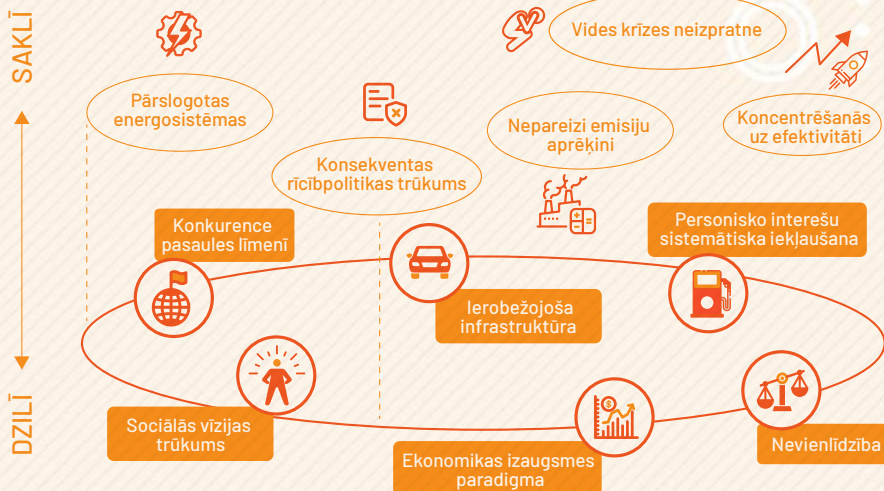 SAKLĪ
Vides krīzes neizpratne
Pārslogotas
energosistēmas
Koncentrēšanās
uz efektivitāti
Nepareizi emisiju
aprēķini
Konsekventas
rīcībpolitikas trūkums
Konkurence
pasaules līmenī
Personisko interešu
sistemātiska iekļaušana
Ierobežojoša
infrastruktūra
Sociālās vīzijas
trūkums
Nevienlīdzība
Ekonomikas izaugsmes
paradigma
DZILĪ